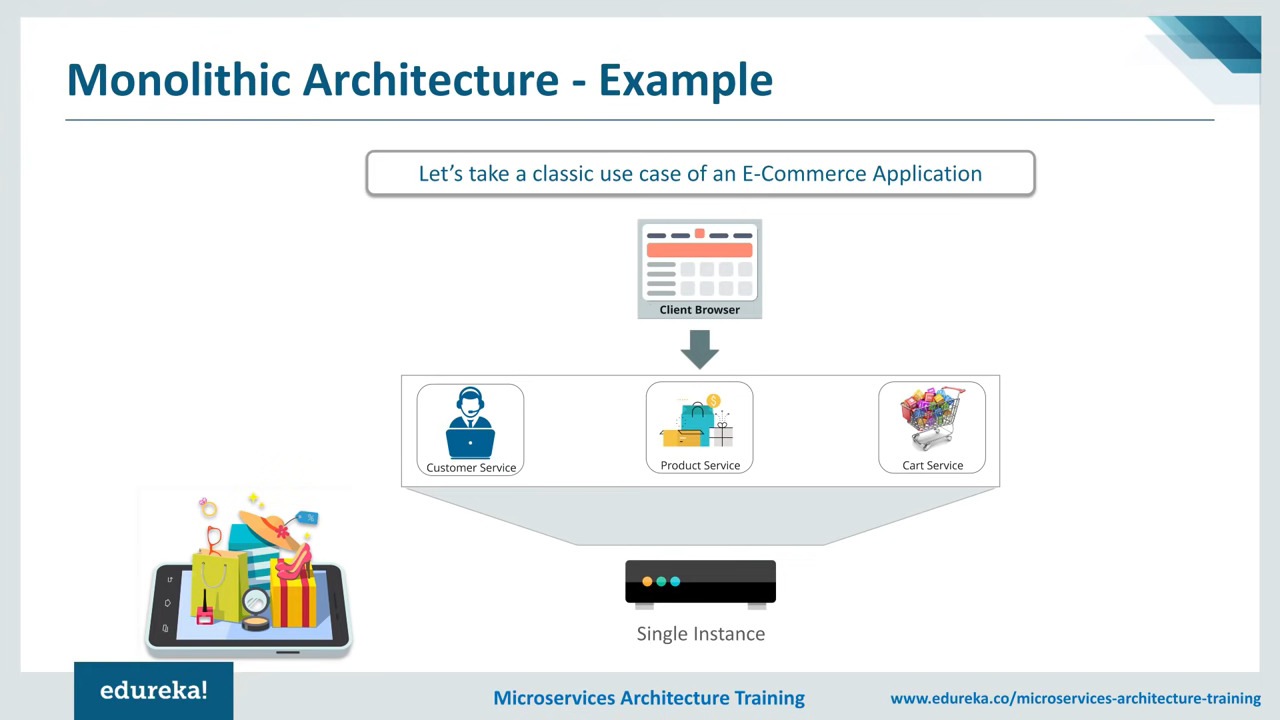 Monolithic Architecture - Example
Let’s take a classic use case of an E-Commerce Application
Client Browser
Customer Service
Product Service
Cart Service
Single Instance
edureka!
Microservices Architecture Training
www.edureka.co/microservices-architecture-training